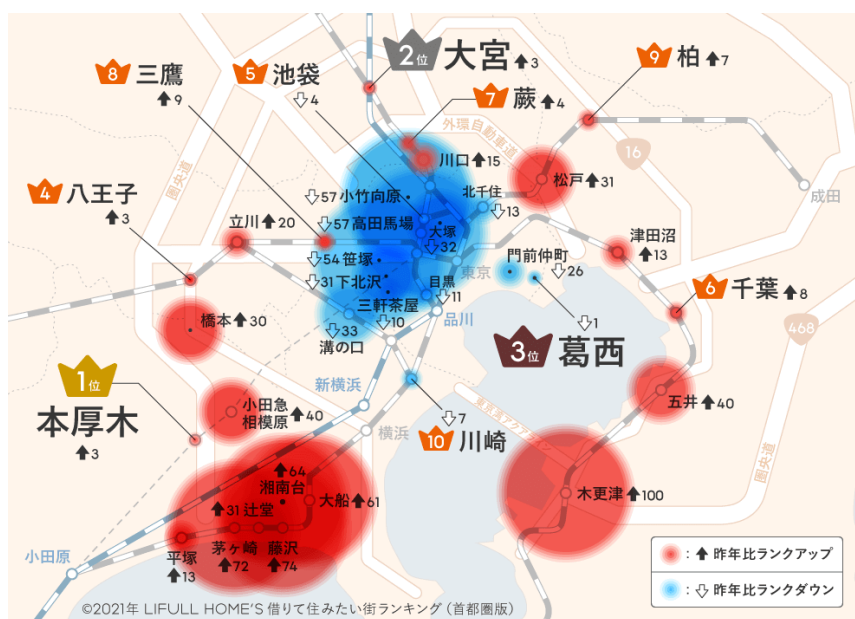 8 三鷹
⬆9
5 池袋
⇩4
2位 大宮 ⬆3
9 柏 ⬆7
7 蕨 ⬆4
外環自動車道
16
圏央道
川口⬆15
松戸⬆31
成田
4 八王子
⬆3
⇩57 小竹向原
北千住
⇩13
立川⬆20
⇩57 高田馬場
大塚
⇩32
津田沼
⬆13
⇩54 笹塚
東京
門前仲町
⇩26
⇩31 下北沢
目黒
⇩11
6 千葉 ⬆8
三軒茶屋
⇩10
⇩1
橋本⬆30
⇩33
溝の口
品川
468
3位 葛西
1位
本厚木
⬆3
新横浜
小田急
相模原 ⬆40
⇩7
10 川崎
東京湾アクアライン
五井⬆40
横浜
圏央道
⬆64
湘南台
大船⬆61
木更津⬆100
⬆31 辻堂
小田原
平塚
⬆13
茅ヶ崎
⬆72
藤沢
⬆74
：⬆昨年比ランクアップ
：⇩昨年比ランクダウン
©2021年 LIFULL HOME'S 借りて住みたい街ランキング（首都圏版）